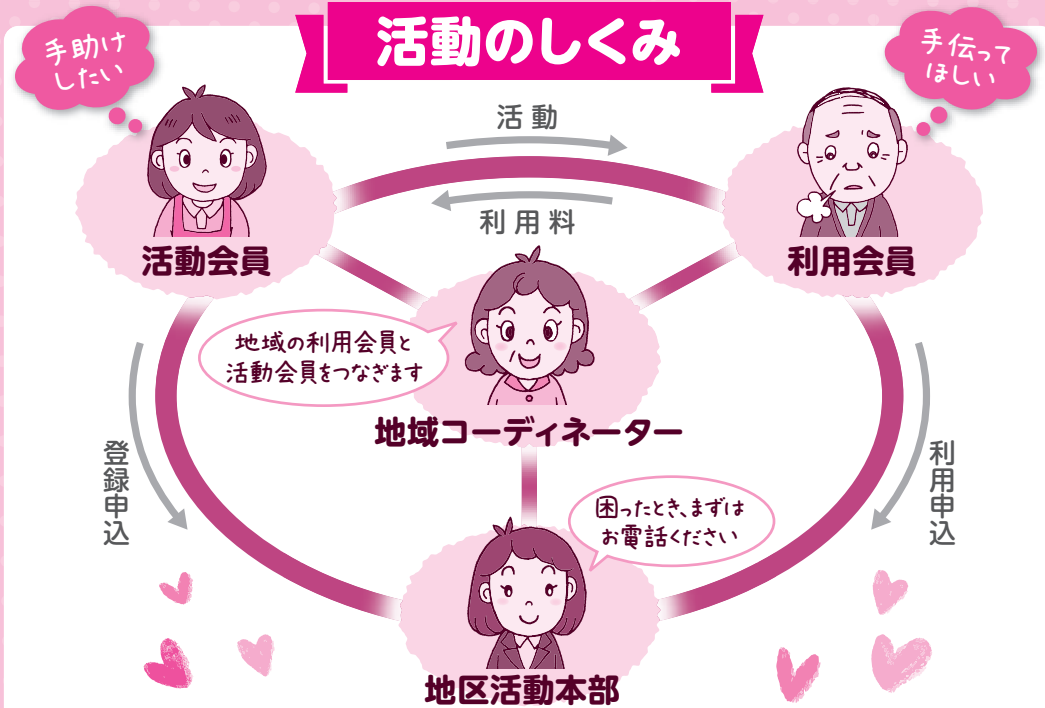 活動のしくみ
手助け
したい
手伝って
ほしい
活動
利用料
活動会員
利用会員
地域の利用会員と
活動会員をつなぎます
地域コーディネーター
登録申込
利用申込
困ったとき、まずは
お電話ください
地区活動本部